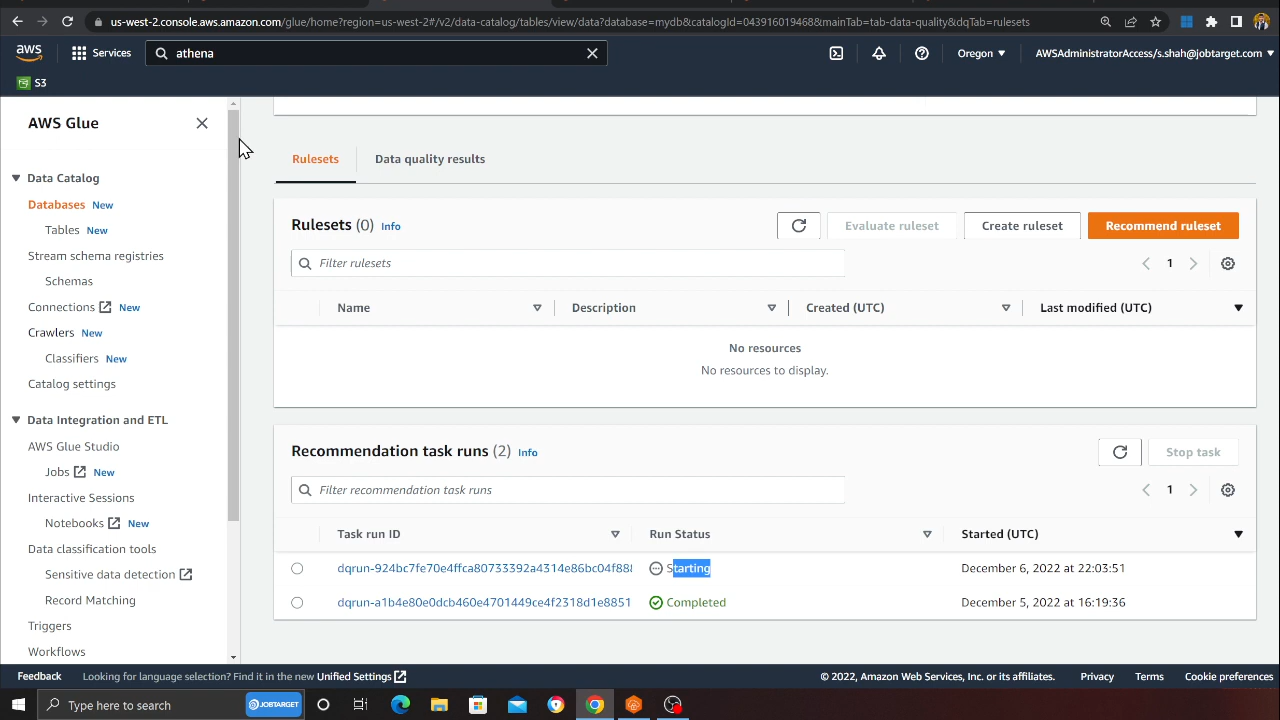 us-west-2.console.aws.amazon.com/glue/home?region=us-west-2#/v2/data-catalog/tables/view/data?database=mydb&catalogId=043916019468&mainTab=tab-data-quality&dqTab=rulesets
aws
Services
athena
Oregon
AWSAdministratorAccess/s.shah@jobtarget.com
S3
AWS Glue
Data Catalog
Databases New
Tables New
Stream schema registries
Schemas
Connections New
Crawlers New
Classifiers New
Catalog settings
Data Integration and ETL
AWS Glue Studio
Jobs New
Interactive Sessions
Notebooks New
Data classification tools
Sensitive data detection
Record Matching
Triggers
Workflows
Rulesets Data quality results
Rulesets (0) Info
Evaluate ruleset Create ruleset Recommend ruleset
Filter rulesets
1
Name Description Created (UTC) Last modified (UTC)
No resources
No resources to display.
Recommendation task runs (2) Info
Stop task
Filter recommendation task runs
1
Task run ID Run Status Started (UTC)
dqrun-924bc7fe70e4ffca80733392a4314e86bc04f88 Starting December 6, 2022 at 22:03:51
dqrun-a1b4e80e0dcb460e4701449ce4f2318d1e8851 Completed December 5, 2022 at 16:19:36
Feedback Looking for language selection? Find it in the new Unified Settings © 2022, Amazon Web Services, Inc. or its affiliates. Privacy Terms Cookie preferences
Type here to search
JOBTARGET